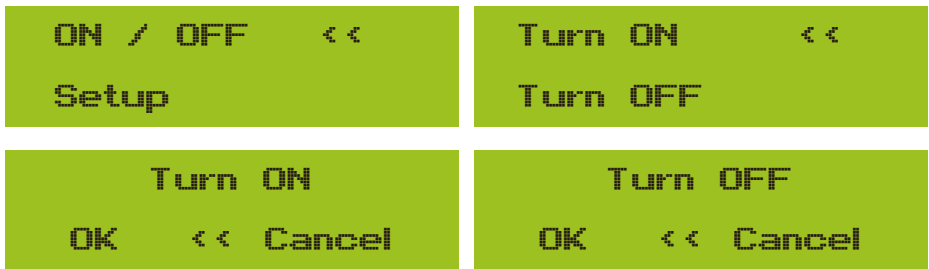 ON / OFF <<
Setup
Turn ON <<
Turn OFF
Turn ON
OK << Cancel
Turn OFF
OK << Cancel